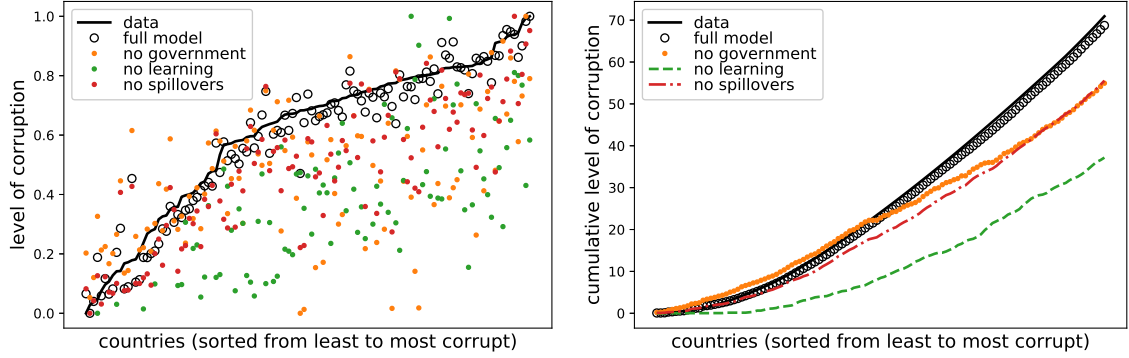 data
full model
no government
no learning
no spillovers
level of corruption
1.0
0.8
0.6
0.4
0.2
0.0
countries (sorted from least to most corrupt)
data
full model
no government
no learning
no spillovers
cumulative level of corruption
70
60
50
40
30
20
10
0
countries (sorted from least to most corrupt)